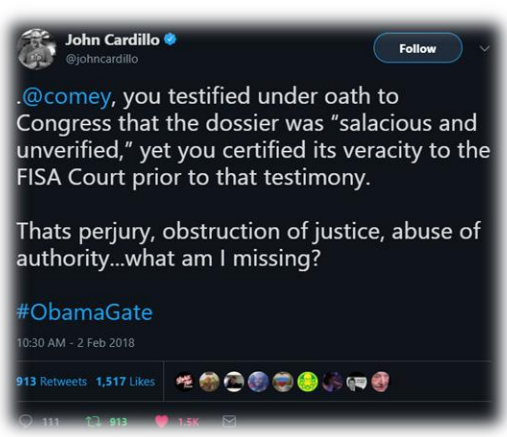 John Cardillo
@johncardillo
Follow
.@comey, you testified under oath to
Congress that the dossier was “salacious and
unverified,” yet you certified its veracity to the
FISA Court prior to that testimony.
Thats perjury, obstruction of justice, abuse of
authority...what am I missing?
#ObamaGate
10:30 AM - 2 Feb 2018
913 Retweets 1,517 Likes
111 913 1.5K